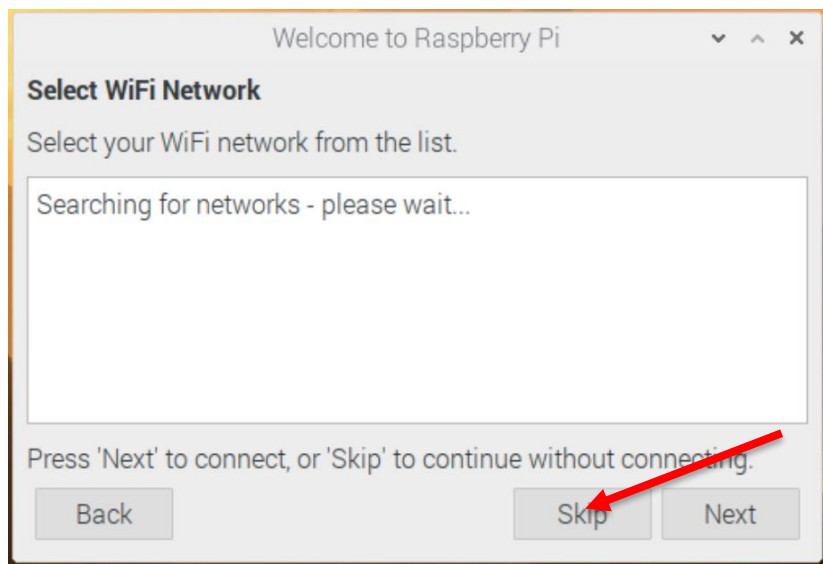 Welcome to Raspberry Pi
Select WiFi Network
Select your WiFi network from the list.
Searching for networks - please wait...
Press 'Next' to connect, or 'Skip' to continue without connecting.
Back Skip Next